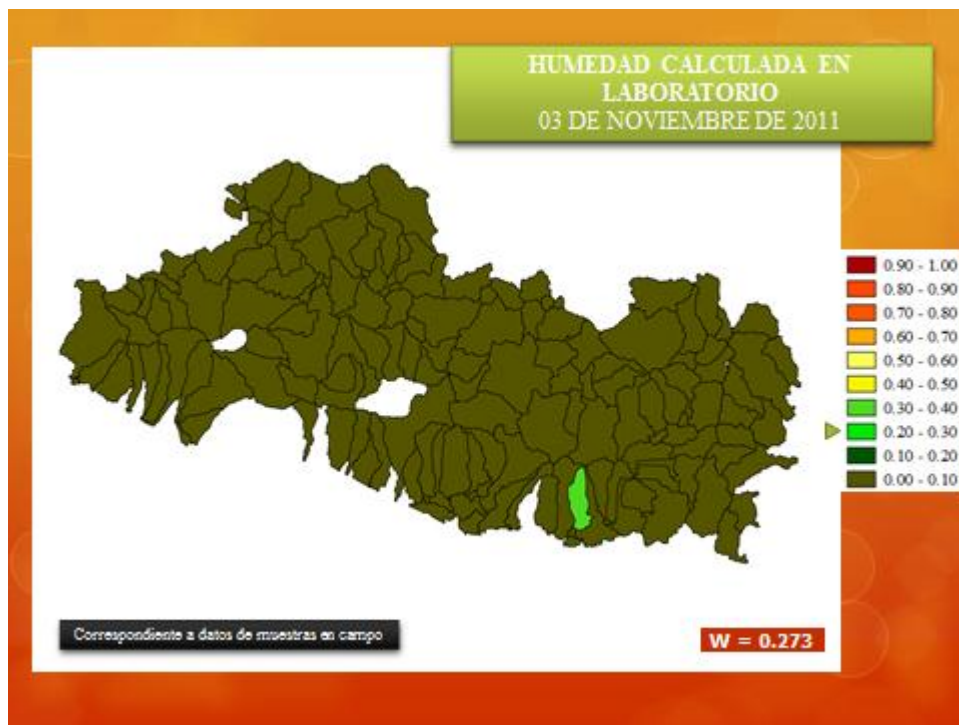 HUMEDAD CALCULADA EN
LABORATORIO
03 DE NOVIEMBRE DE 2011
0.90 - 1.00
0.80 - 0.90
0.70 - 0.80
0.60 - 0.70
0.50 - 0.60
0.40 - 0.50
0.30 - 0.40
0.20 - 0.30
0.10 - 0.20
0.00 - 0.10
Correspondiente a datos de muestras en campo
W = 0.273